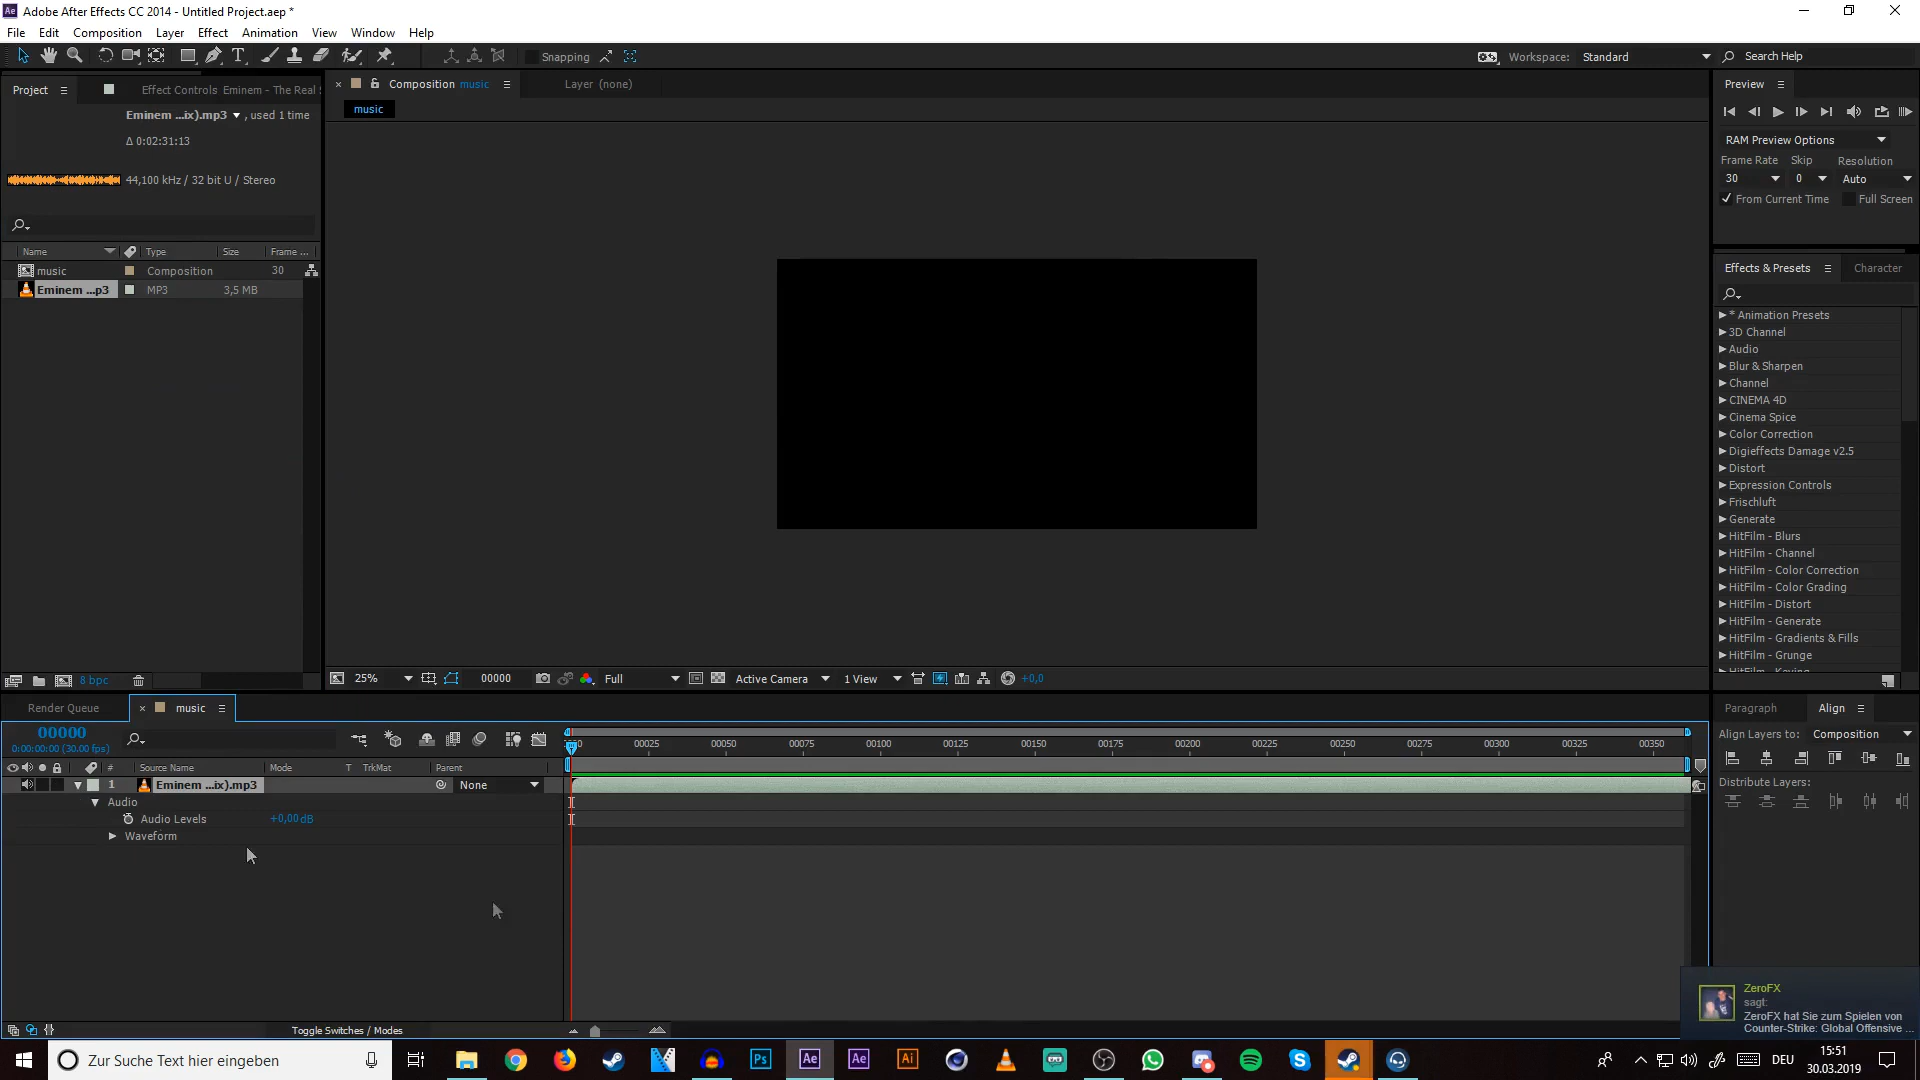 Adobe After Effects CC 2014 - Untitled Project.aep *
File Edit Composition Layer Effect Animation View Window Help
Snapping
Workspace: Standard
Search Help
Project
Effect Controls Eminem - The Real S
Eminem ...ix).mp3 , used 1 time
Δ 0:02:31:13
44,100 kHz / 32 bit U / Stereo
Name Type Size Frame ...
music Composition 30
Eminem ...p3 MP3 3,5 MB
8 bpc
Composition music
Layer (none)
music
25% 00000 Full Active Camera 1 View +0,0
Preview
RAM Preview Options
Frame Rate Skip Resolution
30 0 Auto
From Current Time Full Screen
Effects & Presets Character
* Animation Presets
3D Channel
Audio
Blur & Sharpen
Channel
CINEMA 4D
Cinema Spice
Color Correction
Digieffects Damage v2.5
Distort
Expression Controls
Frischluft
Generate
HitFilm - Blurs
HitFilm - Channel
HitFilm - Color Correction
HitFilm - Color Grading
HitFilm - Distort
HitFilm - Generate
HitFilm - Gradients & Fills
HitFilm - Grunge
HitFilm - Keying
Render Queue music
00000
0:00:00:00 (30.00 fps)
00025 00050 00075 00100 00125 00150 00175 00200 00225 00250 00275 00300 00325 00350
# Source Name Mode T TrkMat Parent
1 Eminem ...ix).mp3 None
Audio
Audio Levels +0,00 dB
Waveform
Toggle Switches / Modes
Paragraph Align
Align Layers to: Composition
Distribute Layers:
ZeroFX
sagt:
ZeroFX hat Sie zum Spielen von
Counter-Strike: Global Offensive ...
Zur Suche Text hier eingeben
Ps
Ae
Ae
Ai
DEU
15:51
30.03.2019